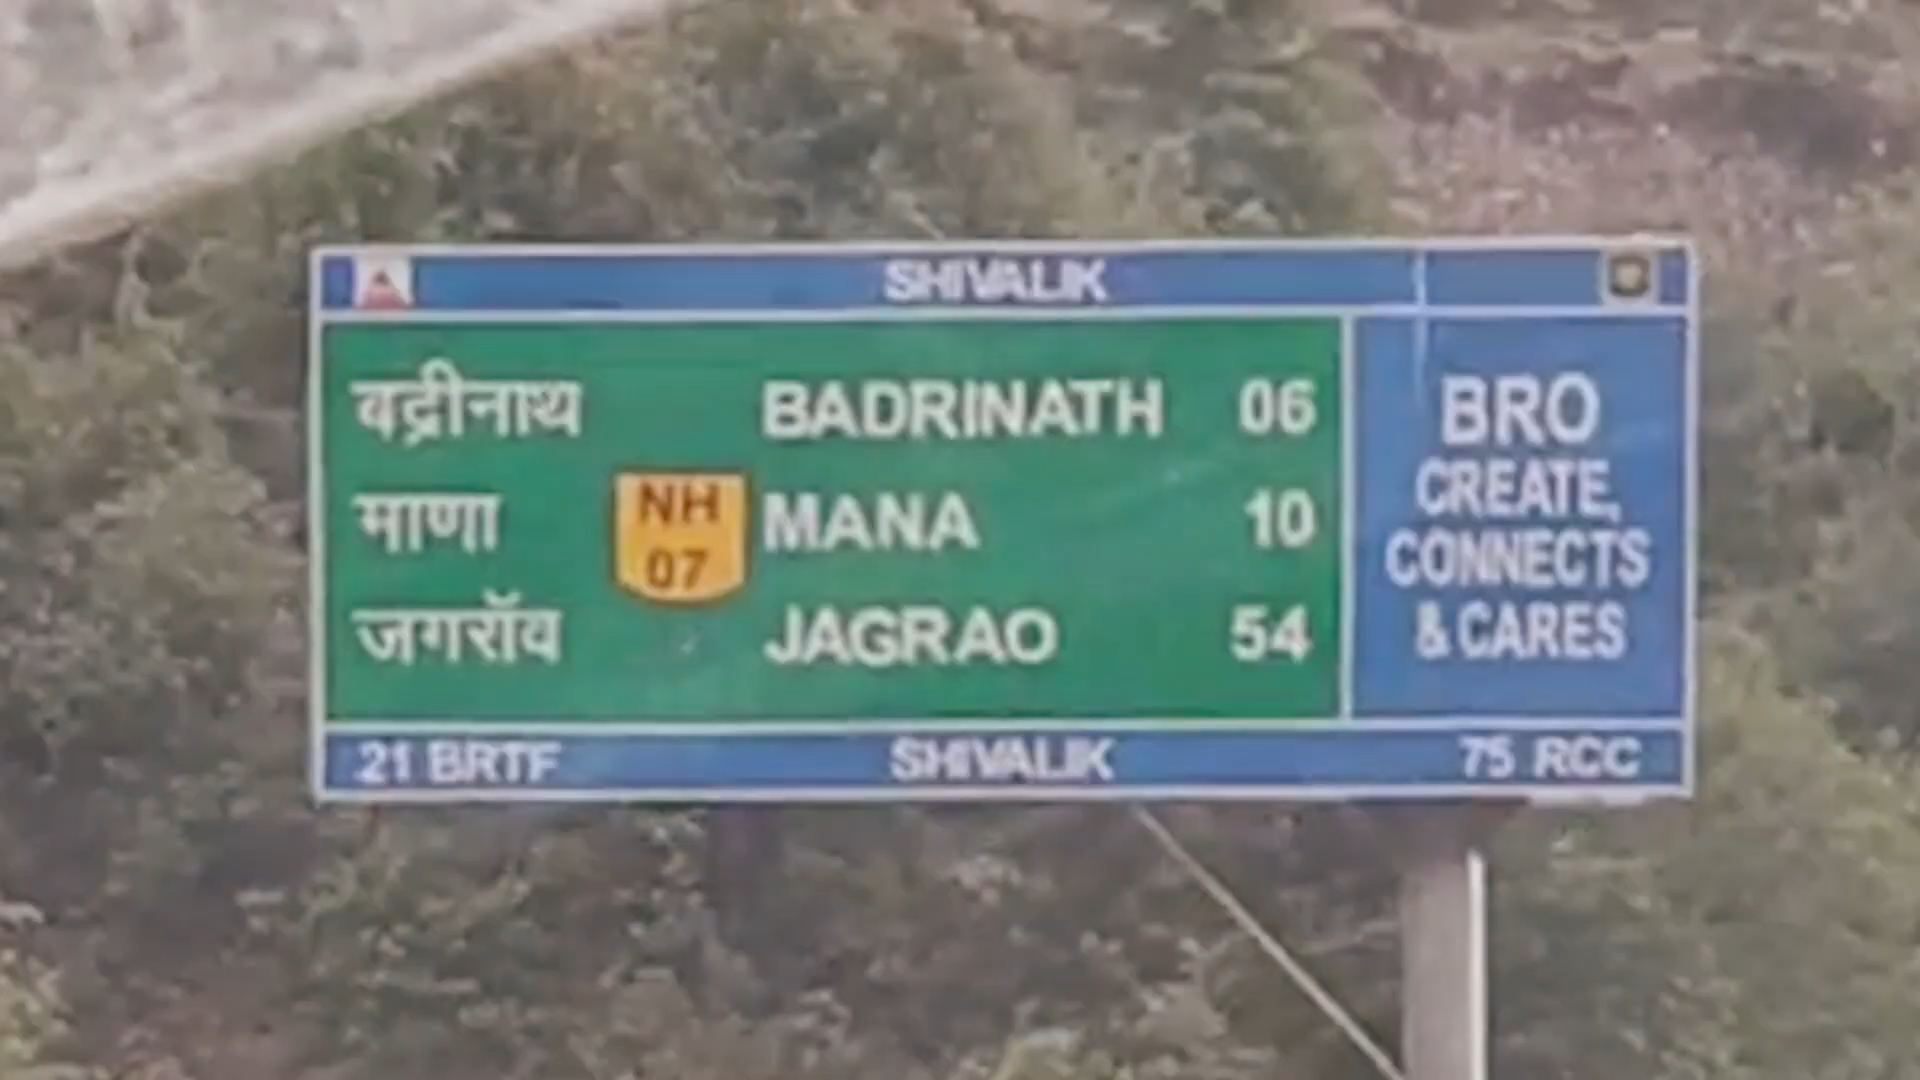 SHIVALIK
वद्रीनाथ BADRINATH 06
माणा NH 07 MANA 10
जगरॉव JAGRAO 54
BRO
CREATE,
CONNECTS
& CARES
21 BRTF SHIVALIK 75 RCC